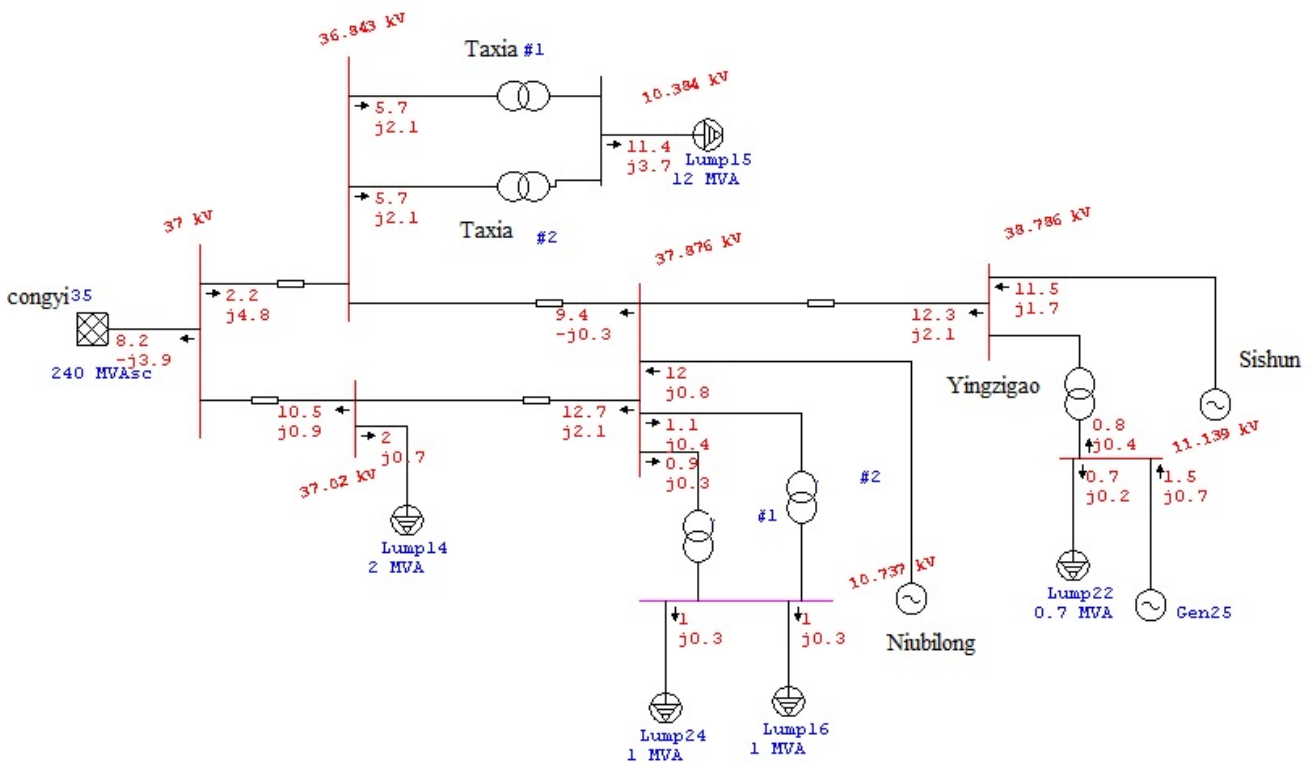 36.843 kV
Taxia #1
5.7
j2.1
10.384 kV
11.4
j3.7
Lump15
12 MVA
5.7
j2.1
Taxia
#2
37 kV
congyi35
8.2
-j3.9
240 MVAsc
2.2
j4.8
37.876 kV
9.4
-j0.3
38.786 kV
11.5
j1.7
12.3
j2.1
Yingzigao
Sishun
10.5
j0.9
2
j0.7
37.02 kV
Lump14
2 MVA
12.7
j2.1
12
j0.8
1.1
j0.4
0.9
j0.3
#2
#1
0.8
j0.4
11.139 kV
0.7
j0.2
1.5
j0.7
Lump22
0.7 MVA
Gen25
10.737 kV
Niubilong
1
j0.3
1
j0.3
Lump24
1 MVA
Lump16
1 MVA